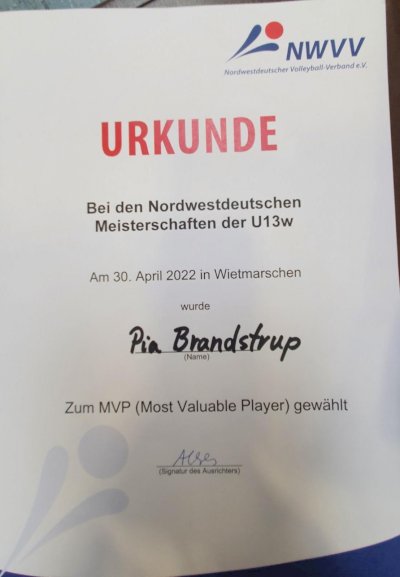 NWVV
Nordwestdeutscher Volleyball-Verband e.V.
URKUNDE
Bei den Nordwestdeutschen
Meisterschaften der U13w
Am 30. April 2022 in Wietmarschen
wurde
Pia Brandstrup
(Name)
Zum MVP (Most Valuable Player) gewählt
(Signatur des Ausrichters)